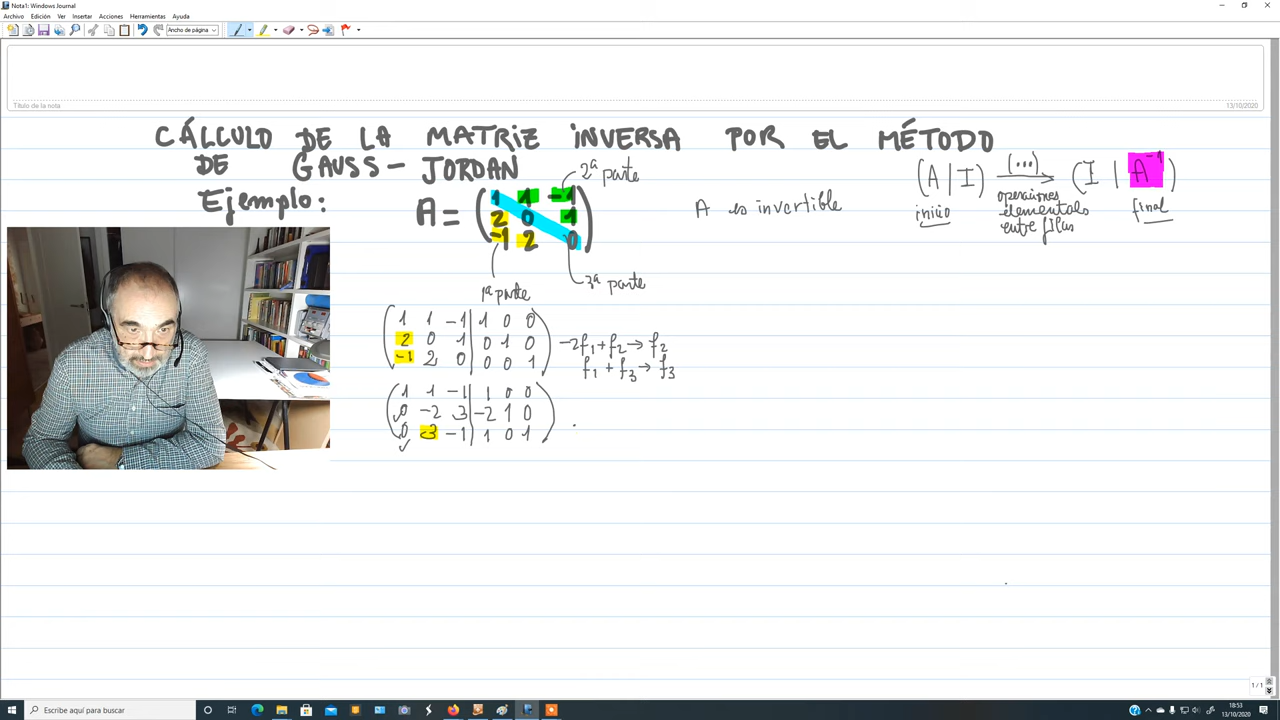 Nota1: Windows Journal
Archivo Edición Ver Insertar Acciones Herramientas Ayuda
Ancho de página
Título de la nota
13/10/2020
CÁLCULO DE LA MATRIZ INVERSA POR EL MÉTODO
DE GAUSS-JORDAN
(A | I) (...) → (I | A⁻¹)
inicio operaciones elementales entre filas final
Ejemplo:
2ª parte
A = ( 1 1 -1
2 0 1
-1 2 0 )
A es invertible
1ª parte
3ª parte
( 1 1 -1 | 1 0 0
2 0 1 | 0 1 0
-1 2 0 | 0 0 1 )
-2f₁+f₂→f₂
f₁+f₃→f₃
( 1 1 -1 | 1 0 0
0 -2 3 | -2 1 0
0 3 -1 | 1 0 1 )
1 / 1
Escribe aquí para buscar
18:53
13/10/2020